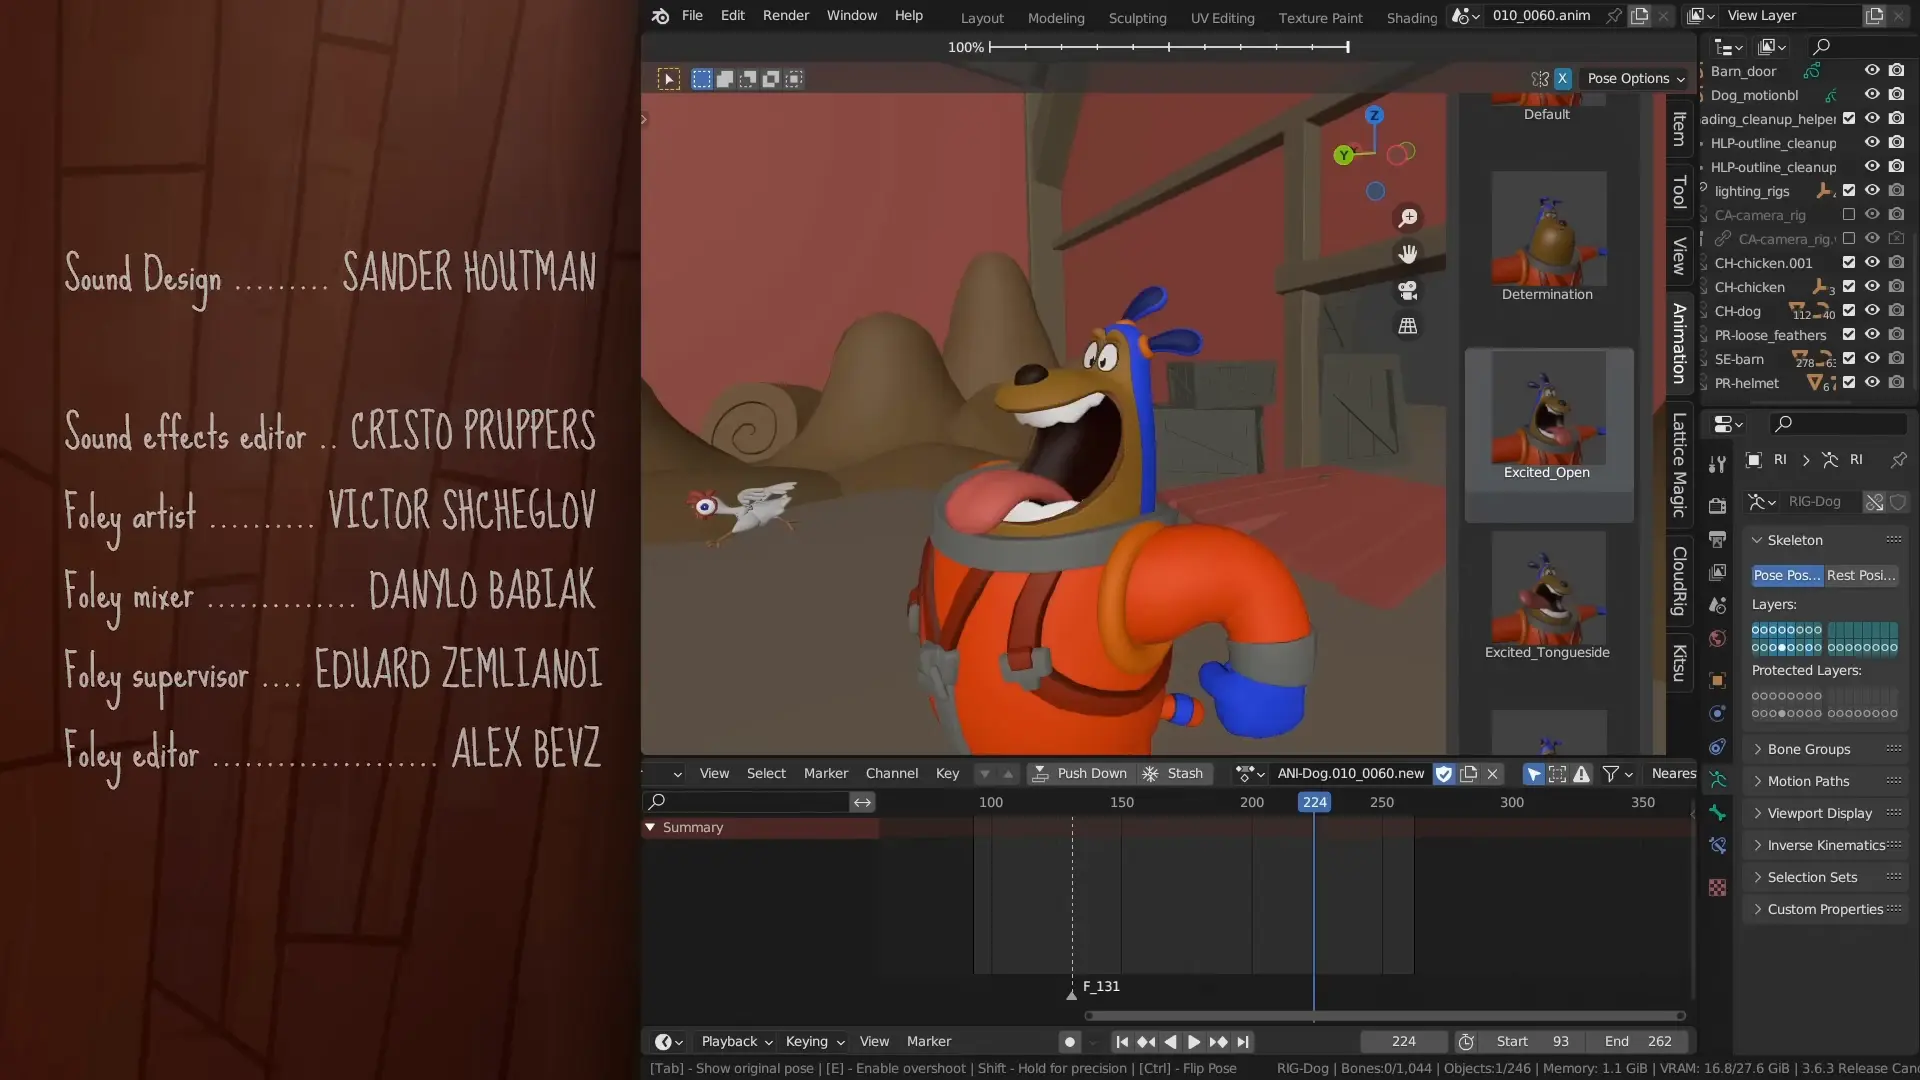 Sound Design ......... SANDER HOUTMAN
Sound effects editor .. CRISTO PRUPPERS
Foley artist .......... VICTOR SHCHEGLOV
Foley mixer .............. DANYLO BABIAK
Foley supervisor .... EDUARD ZEMLIANOI
Foley editor ..................... ALEX BEVZ
File Edit Render Window Help
Layout Modeling Sculpting UV Editing Texture Paint Shading
010_0060.anim
View Layer
100%
X Pose Options
Z
Y
Default
Determination
Excited_Open
Excited_Tongueside
Item
Tool
View
Animation
Lattice Magic
CloudRig
Kitsu
Barn_door
Dog_motionbl
ading_cleanup_helper
HLP-outline_cleanup
HLP-outline_cleanup
lighting_rigs
CA-camera_rig
CA-camera_rig.
CH-chicken.001
CH-chicken 3
CH-dog 112 40
PR-loose_feathers
SE-barn 278 63
PR-helmet 6
RI RI
RIG-Dog
Skeleton
Pose Pos... Rest Posi...
Layers:
Protected Layers:
Bone Groups
Motion Paths
Viewport Display
Inverse Kinematics
Selection Sets
Custom Properties
View Select Marker Channel Key Push Down Stash ANI-Dog.010_0060.new Neares
100 150 200 224 250 300 350
Summary
F_131
Playback Keying View Marker 224 Start 93 End 262
[Tab] - Show original pose | [E] - Enable overshoot | Shift - Hold for precision | [Ctrl] - Flip Pose
RIG-Dog | Bones:0/1,044 | Objects:1/246 | Memory: 1.1 GiB | VRAM: 16.8/27.6 GiB | 3.6.3 Release Canc